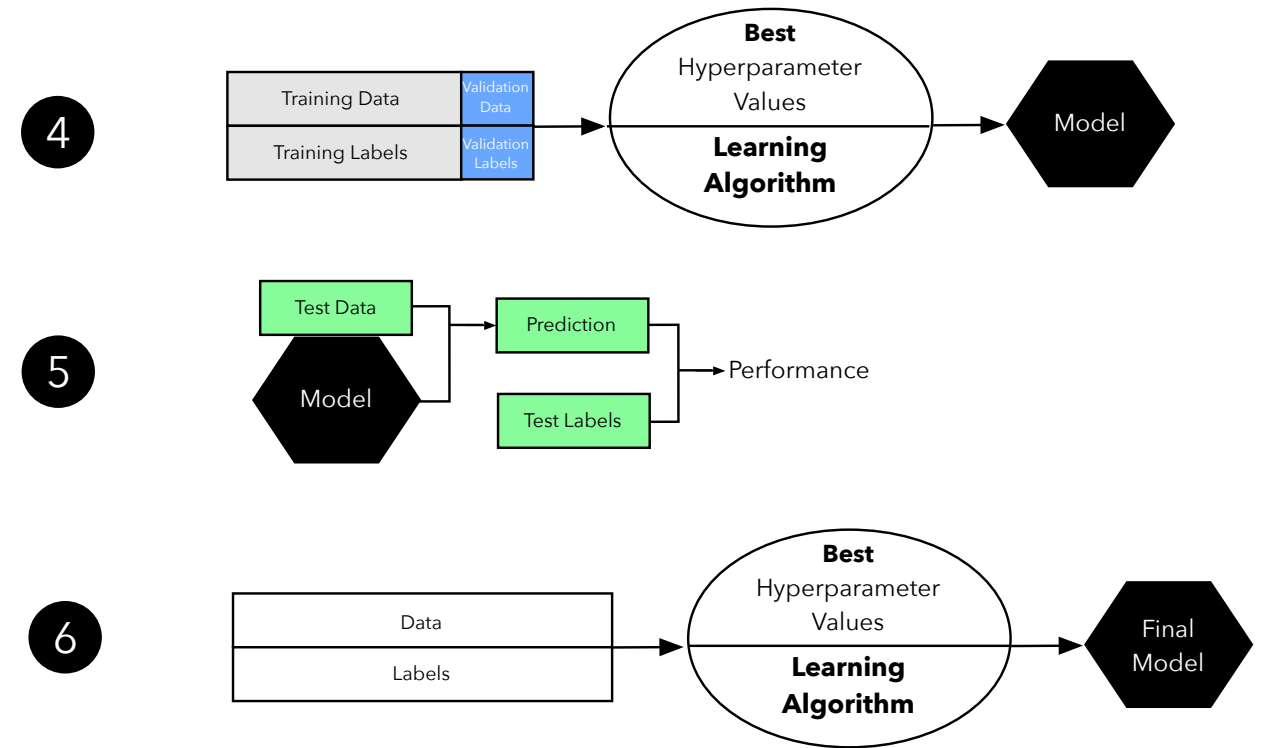 4
Training Data
Validation
Data
Training Labels
Validation
Labels
Best
Hyperparameter
Values
Learning
Algorithm
Model
5
Test Data
Model
Prediction
Test Labels
Performance
6
Data
Labels
Best
Hyperparameter
Values
Learning
Algorithm
Final
Model